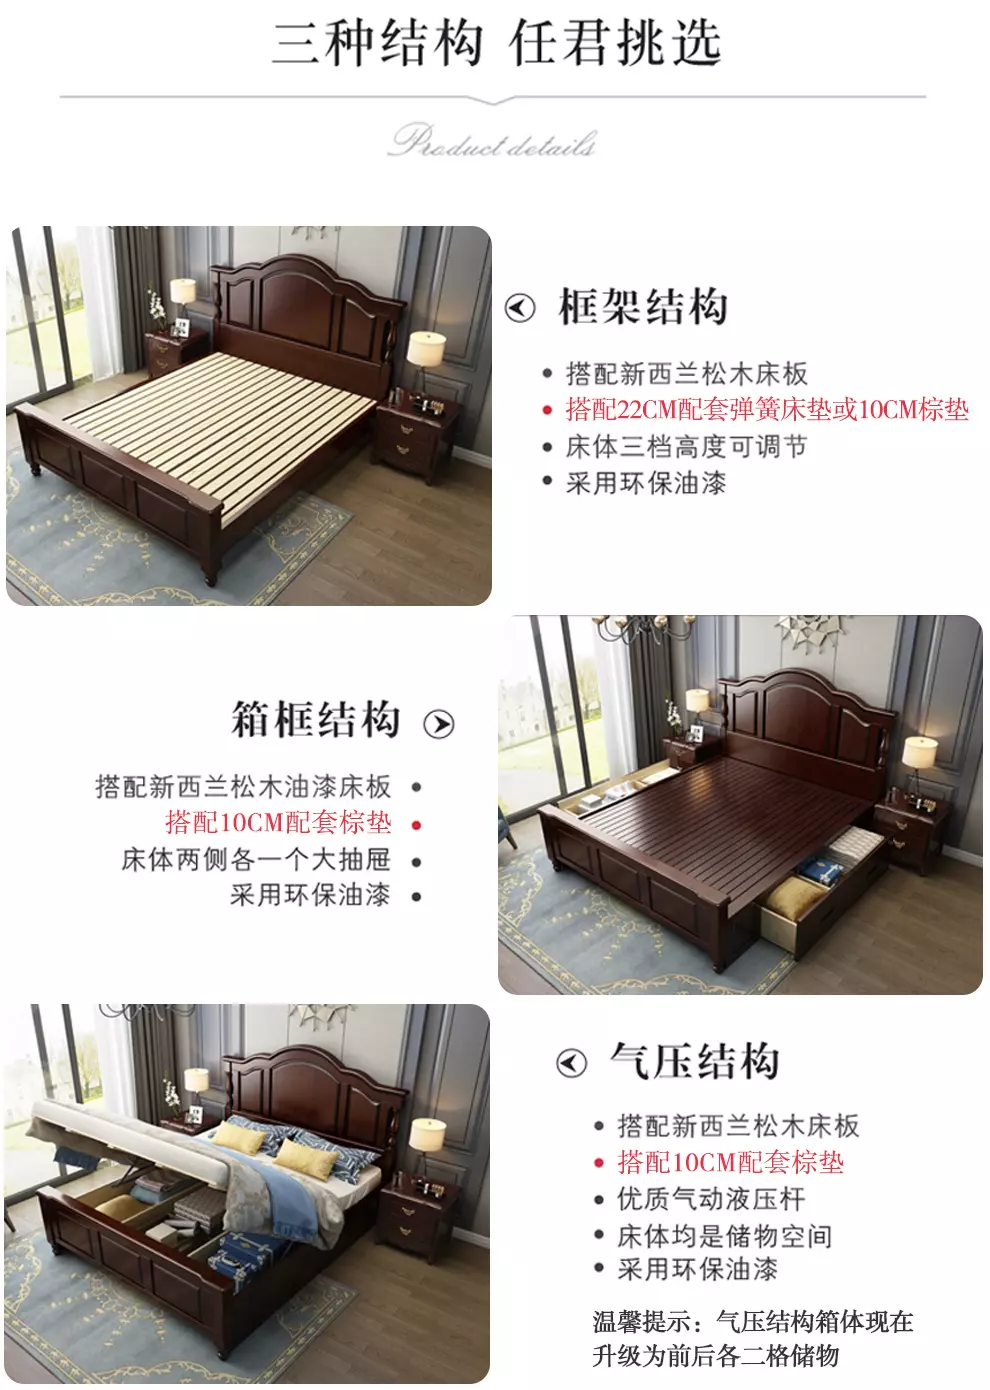 三种结构 任君挑选
Product details
框架结构
搭配新西兰松木床板
搭配22CM配套弹簧床垫或10CM棕垫
床体三档高度可调节
采用环保油漆
箱框结构
搭配新西兰松木油漆床板
搭配10CM配套棕垫
床体两侧各一个大抽屉
采用环保油漆
气压结构
搭配新西兰松木床板
搭配10CM配套棕垫
优质气动液压杆
床体均是储物空间
采用环保油漆
温馨提示：气压结构箱体现在
升级为前后各二格储物